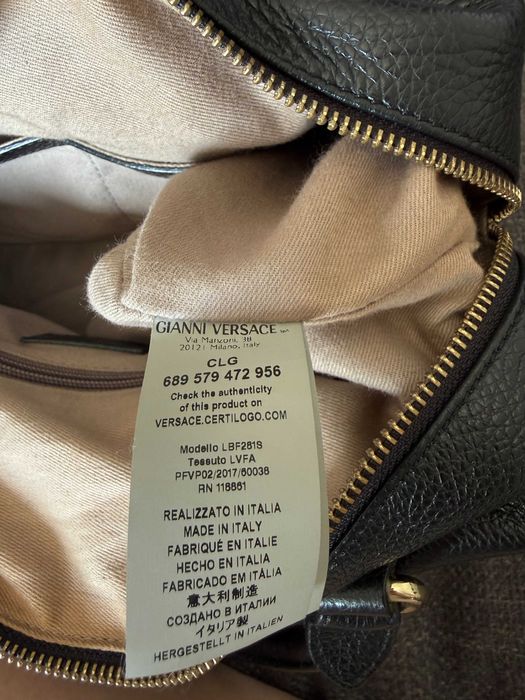 GIANNI VERSACE
Via Manzoni, 38
20121 Milano, Italy
CLG
689 579 472 956
Check the authenticity
of this product on
VERSACE.CERTILOGO.COM
Modello LBF281S
Tessuto LVFA
PFVP02/2017/60038
RN 118861
REALIZZATO IN ITALIA
MADE IN ITALY
FABRIQUÉ EN ITALIE
HECHO EN ITALIA
FABRICADO EM ITÁLIA
意大利制造
СОЗДАНО В ИТАЛИИ
イタリア製
HERGESTELLT IN ITALIEN